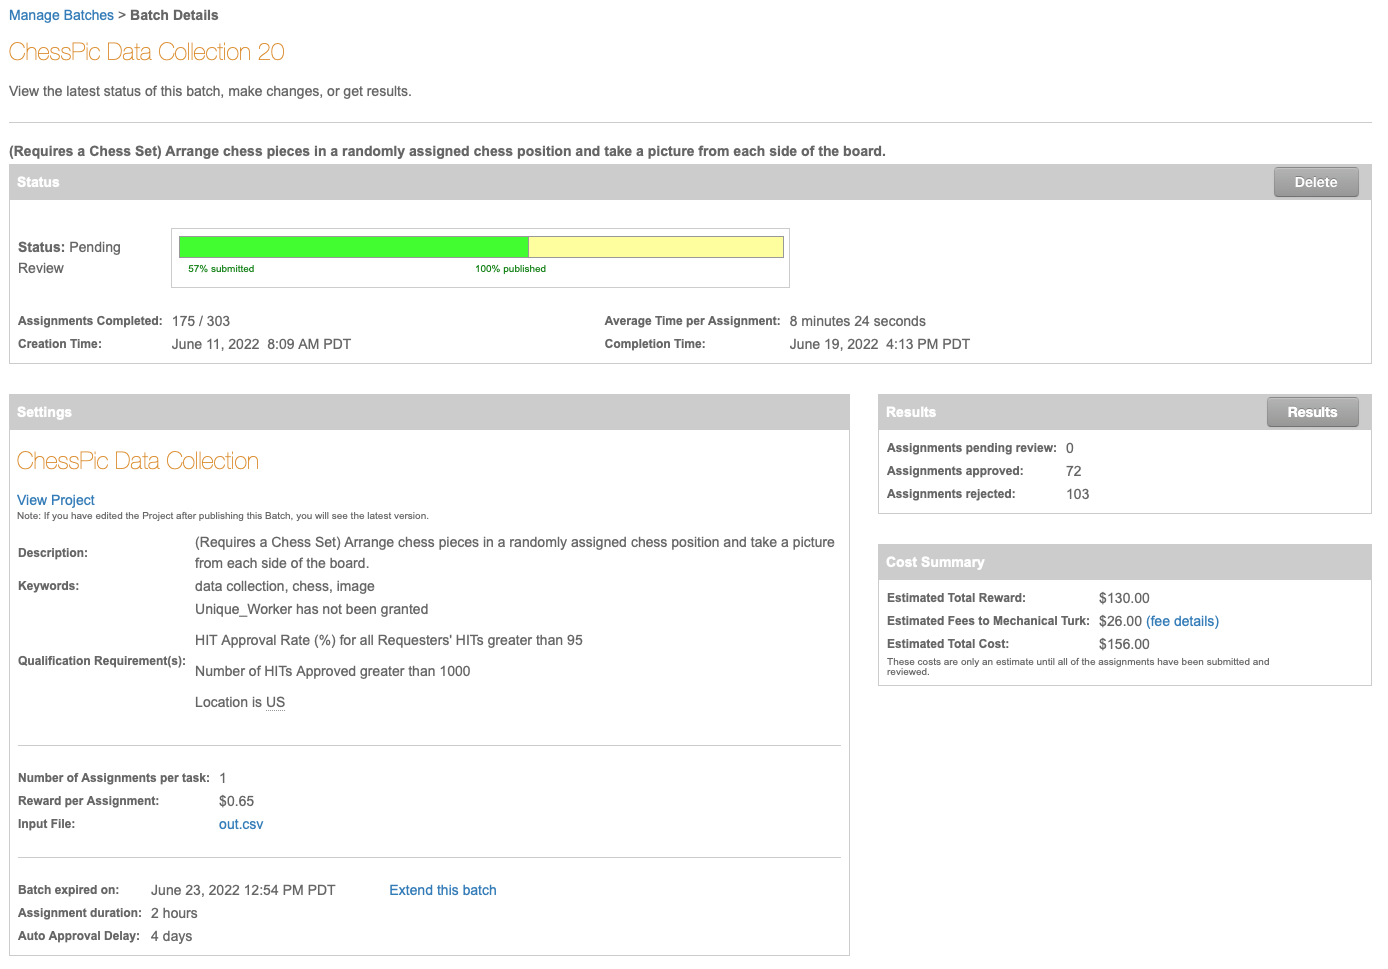 Manage Batches > Batch Details
ChessPic Data Collection 20
View the latest status of this batch, make changes, or get results.
(Requires a Chess Set) Arrange chess pieces in a randomly assigned chess position and take a picture from each side of the board.
Status
Delete
Status: Pending
Review
57% submitted
100% published
Assignments Completed: 175 / 303
Average Time per Assignment: 8 minutes 24 seconds
Creation Time: June 11, 2022 8:09 AM PDT
Completion Time: June 19, 2022 4:13 PM PDT
Settings
ChessPic Data Collection
View Project
Note: If you have edited the Project after publishing this Batch, you will see the latest version.
Description: (Requires a Chess Set) Arrange chess pieces in a randomly assigned chess position and take a picture
from each side of the board.
Keywords: data collection, chess, image
Unique_Worker has not been granted
HIT Approval Rate (%) for all Requesters' HITs greater than 95
Qualification Requirement(s):
Number of HITs Approved greater than 1000
Location is US
Number of Assignments per task: 1
Reward per Assignment: $0.65
Input File: out.csv
Batch expired on: June 23, 2022 12:54 PM PDT
Extend this batch
Assignment duration: 2 hours
Auto Approval Delay: 4 days
Results
Results
Assignments pending review: 0
Assignments approved: 72
Assignments rejected: 103
Cost Summary
Estimated Total Reward: $130.00
Estimated Fees to Mechanical Turk: $26.00 (fee details)
Estimated Total Cost: $156.00
These costs are only an estimate until all of the assignments have been submitted and
reviewed.